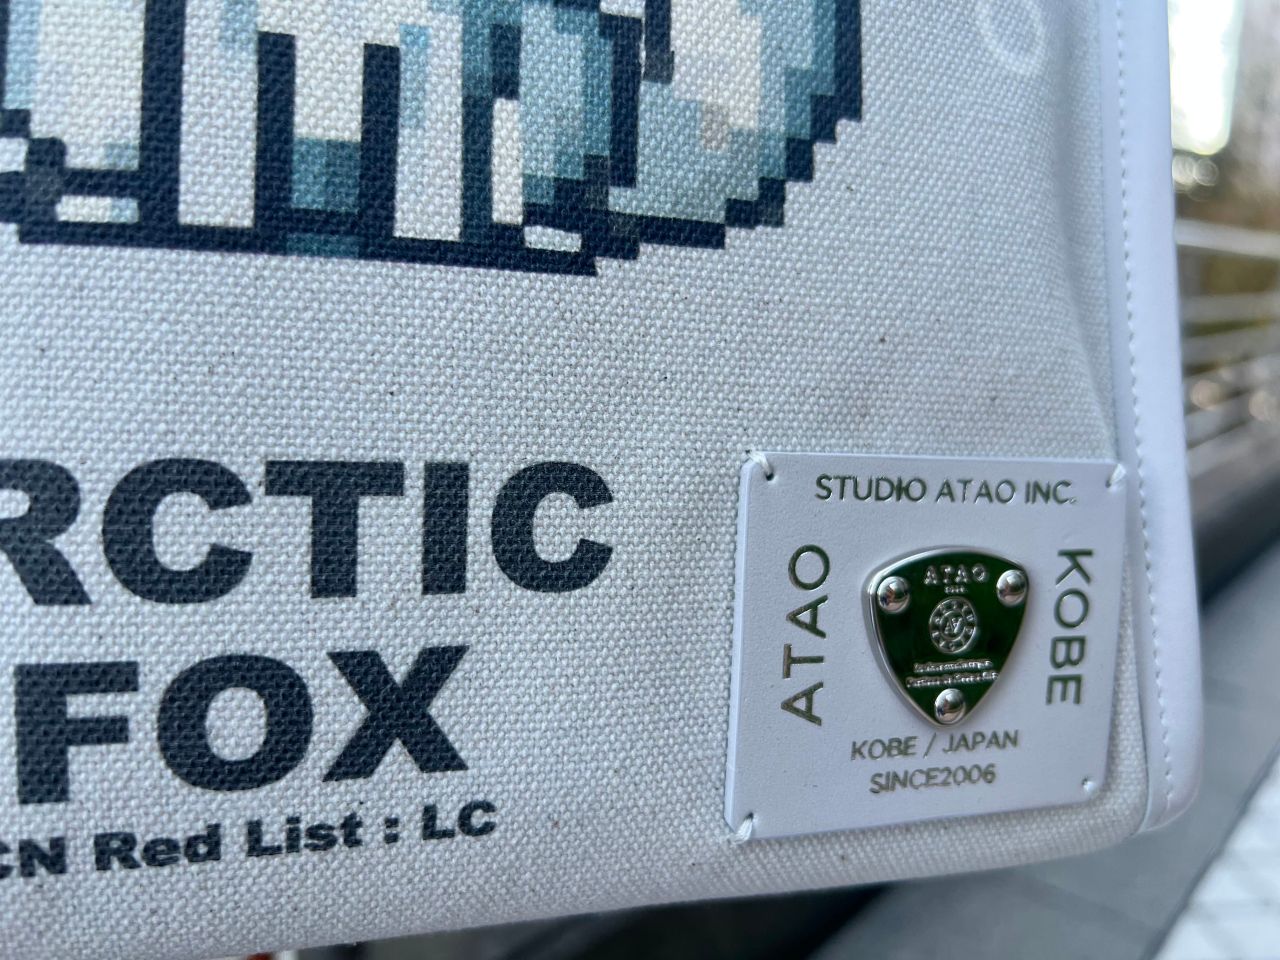 RCTIC
FOX
CN Red List : LC
STUDIO ATAO INC.
ATAO
KOBE
ATAO
KOBE / JAPAN
SINCE2006